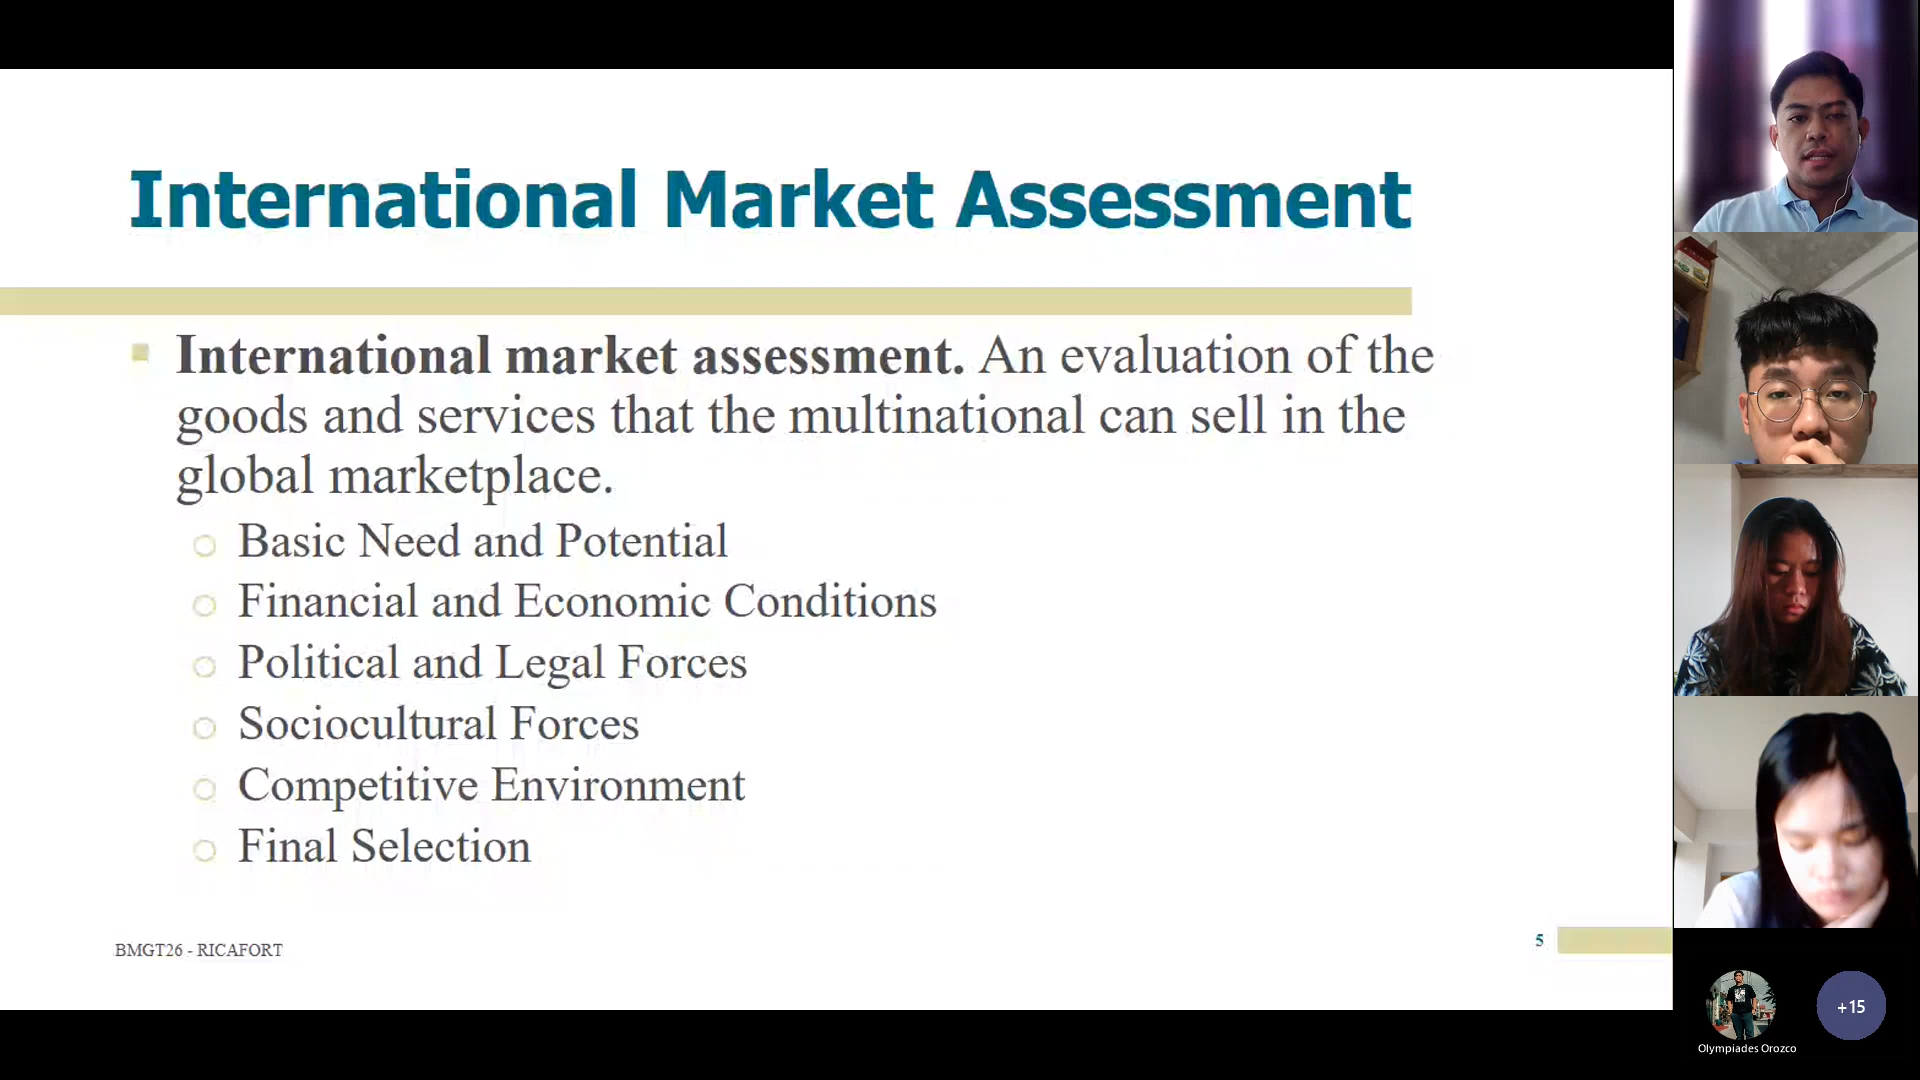 International Market Assessment
International market assessment. An evaluation of the
goods and services that the multinational can sell in the
global marketplace.
Basic Need and Potential
Financial and Economic Conditions
Political and Legal Forces
Sociocultural Forces
Competitive Environment
Final Selection
BMGT26 - RICAFORT
5
+15
Olympiades Orozco